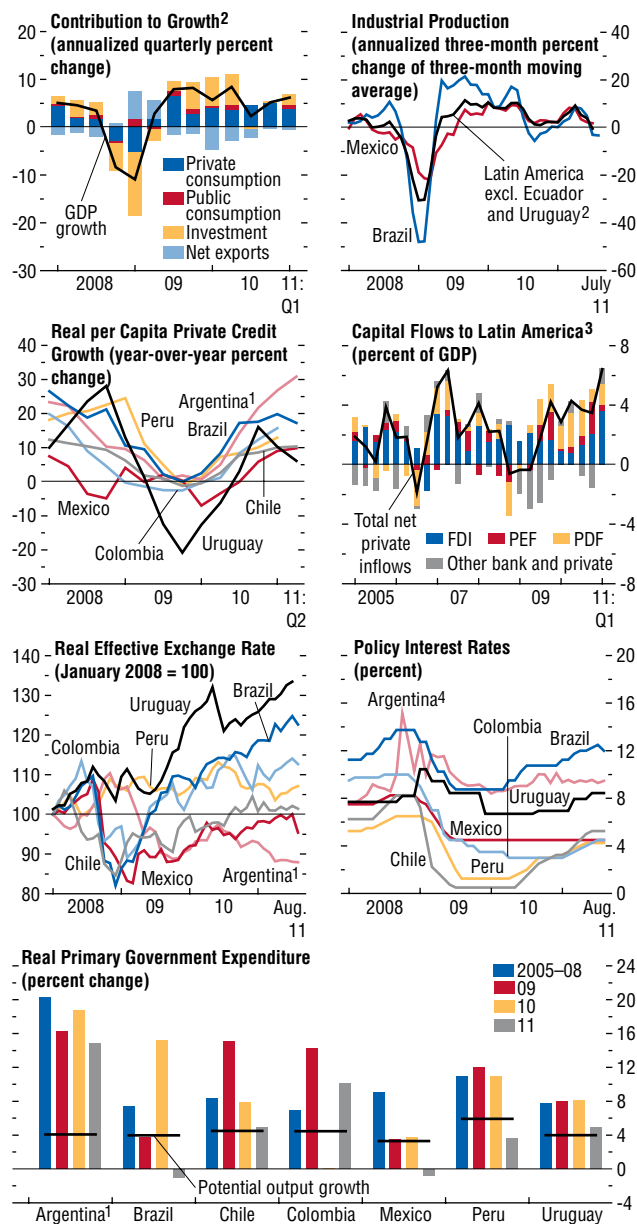 Contribution to Growth2
(annualized quarterly percent
change)
20
10
0
-10
-20
-30
GDP
growth
Private
consumption
Public
consumption
Investment
Net exports
2008
09
10
11:
Q1
Industrial Production
(annualized three-month percent
change of three-month moving
average)
40
20
0
-20
-40
-60
Mexico
Brazil
Latin America
excl. Ecuador
and Uruguay2
2008
09
10
July
11
Real per Capita Private Credit
Growth (year-over-year percent
change)
40
30
20
10
0
-10
-20
-30
Argentina1
Peru
Brazil
Mexico
Colombia
Chile
Uruguay
2008
09
10
11:
Q2
Capital Flows to Latin America3
(percent of GDP)
8
4
0
-4
-8
Total net
private
inflows
FDI
PEF
PDF
Other bank and private
2005
07
09
11:
Q1
Real Effective Exchange Rate
(January 2008 = 100)
140
130
120
110
100
90
80
Uruguay
Brazil
Colombia
Peru
Chile
Mexico
Argentina1
2008
09
10
Aug.
11
Policy Interest Rates
(percent)
20
16
12
8
4
0
Argentina4
Colombia
Brazil
Uruguay
Mexico
Chile
Peru
2008
09
10
Aug.
11
Real Primary Government Expenditure
(percent change)
2005–08
09
10
11
24
20
16
12
8
4
0
-4
Potential output growth
Argentina1
Brazil
Chile
Colombia
Mexico
Peru
Uruguay